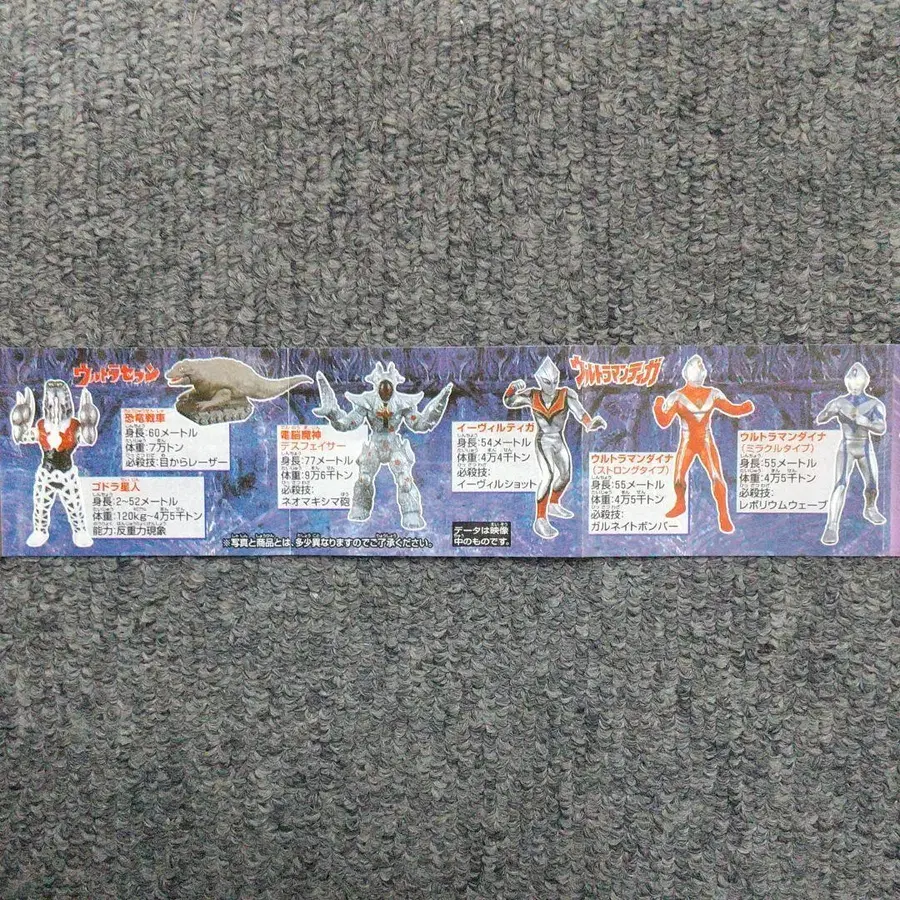 ウルトラセブン
恐竜戦車
身長:60メートル
体重:7万トン
必殺技:目からレーザー
ゴドラ星人
身長:2~52メートル
体重:120kg~4万5千トン
能力:反重力現象
電脳魔神
デスフェイサー
身長:77メートル
体重:9万6千トン
必殺技:
ネオマキシマ砲
※写真と商品とは、多少異なりますのでご了承ください。
ウルトラマンティガ
イーヴィルティガ
身長:54メートル
体重:4万4千トン
必殺技:
イーヴィルショット
データは映像
中のものです。
ウルトラマンダイナ
(ストロングタイプ)
身長:55メートル
体重:4万5千トン
必殺技:
ガルネイトボンバー
ウルトラマンダイナ
(ミラクルタイプ)
身長:55メートル
体重:4万5千トン
必殺技:
レボリウムウェーブ